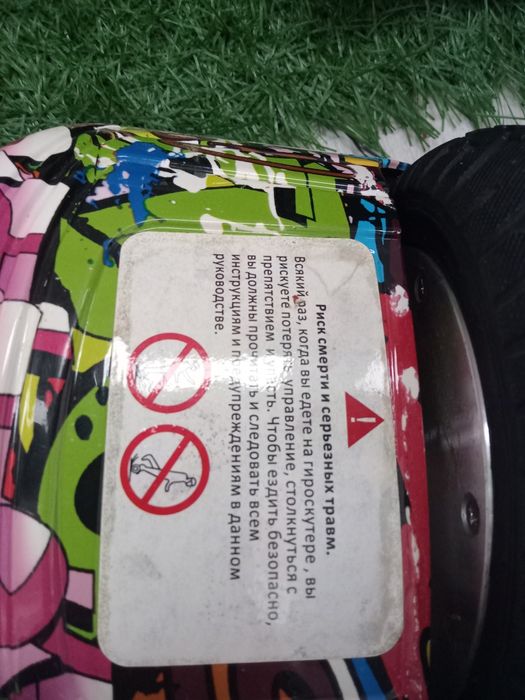 Риск смерти и серьезных травм.
Всякий раз, когда вы едете на гироскутере , вы
рискуете потерять управление, столкнуться с
препятствием и упасть. Чтобы ездить безопасно,
вы должны прочитать и следовать всем
инструкциям и предупреждениям в данном
руководстве.